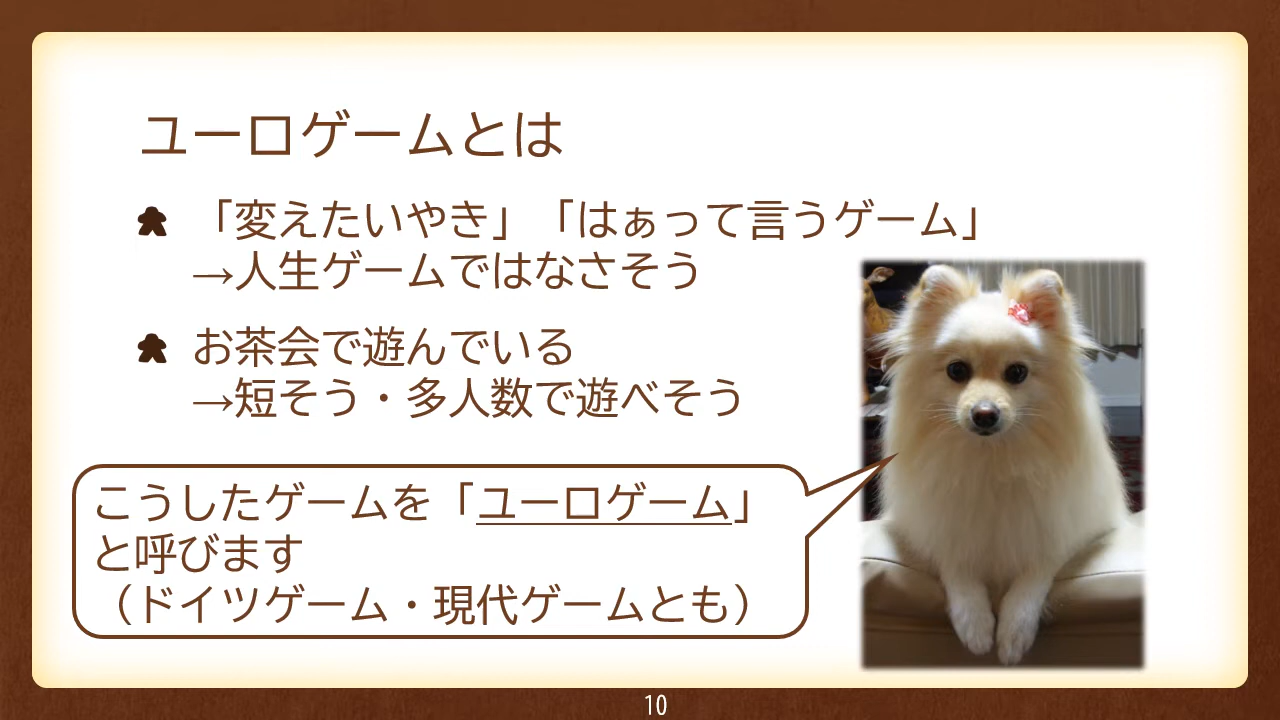 ユーロゲームとは
「変えたいやき」「はぁって言うゲーム」
→人生ゲームではなさそう
お茶会で遊んでいる
→短そう・多人数で遊べそう
こうしたゲームを「ユーロゲーム」
と呼びます
（ドイツゲーム・現代ゲームとも）
10